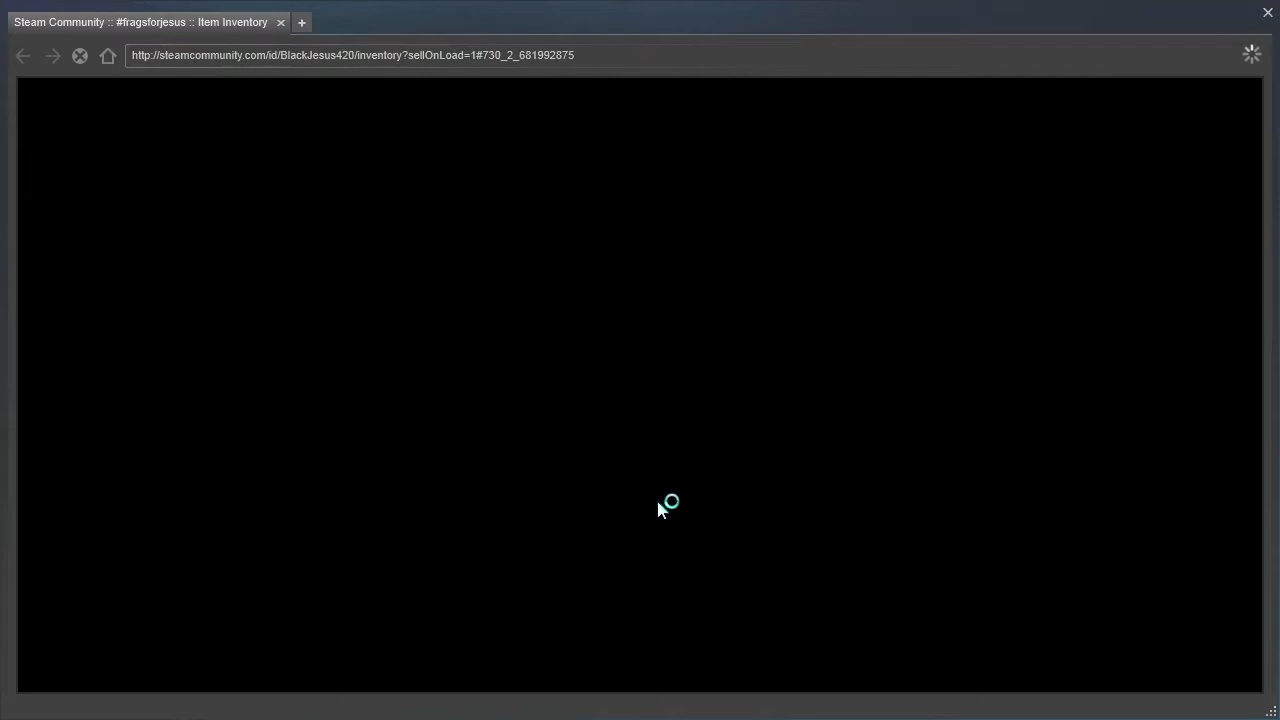 Steam Community :: #fragsforjesus :: Item Inventory
http://steamcommunity.com/id/BlackJesus420/inventory?sellOnLoad=1#730_2_681992875